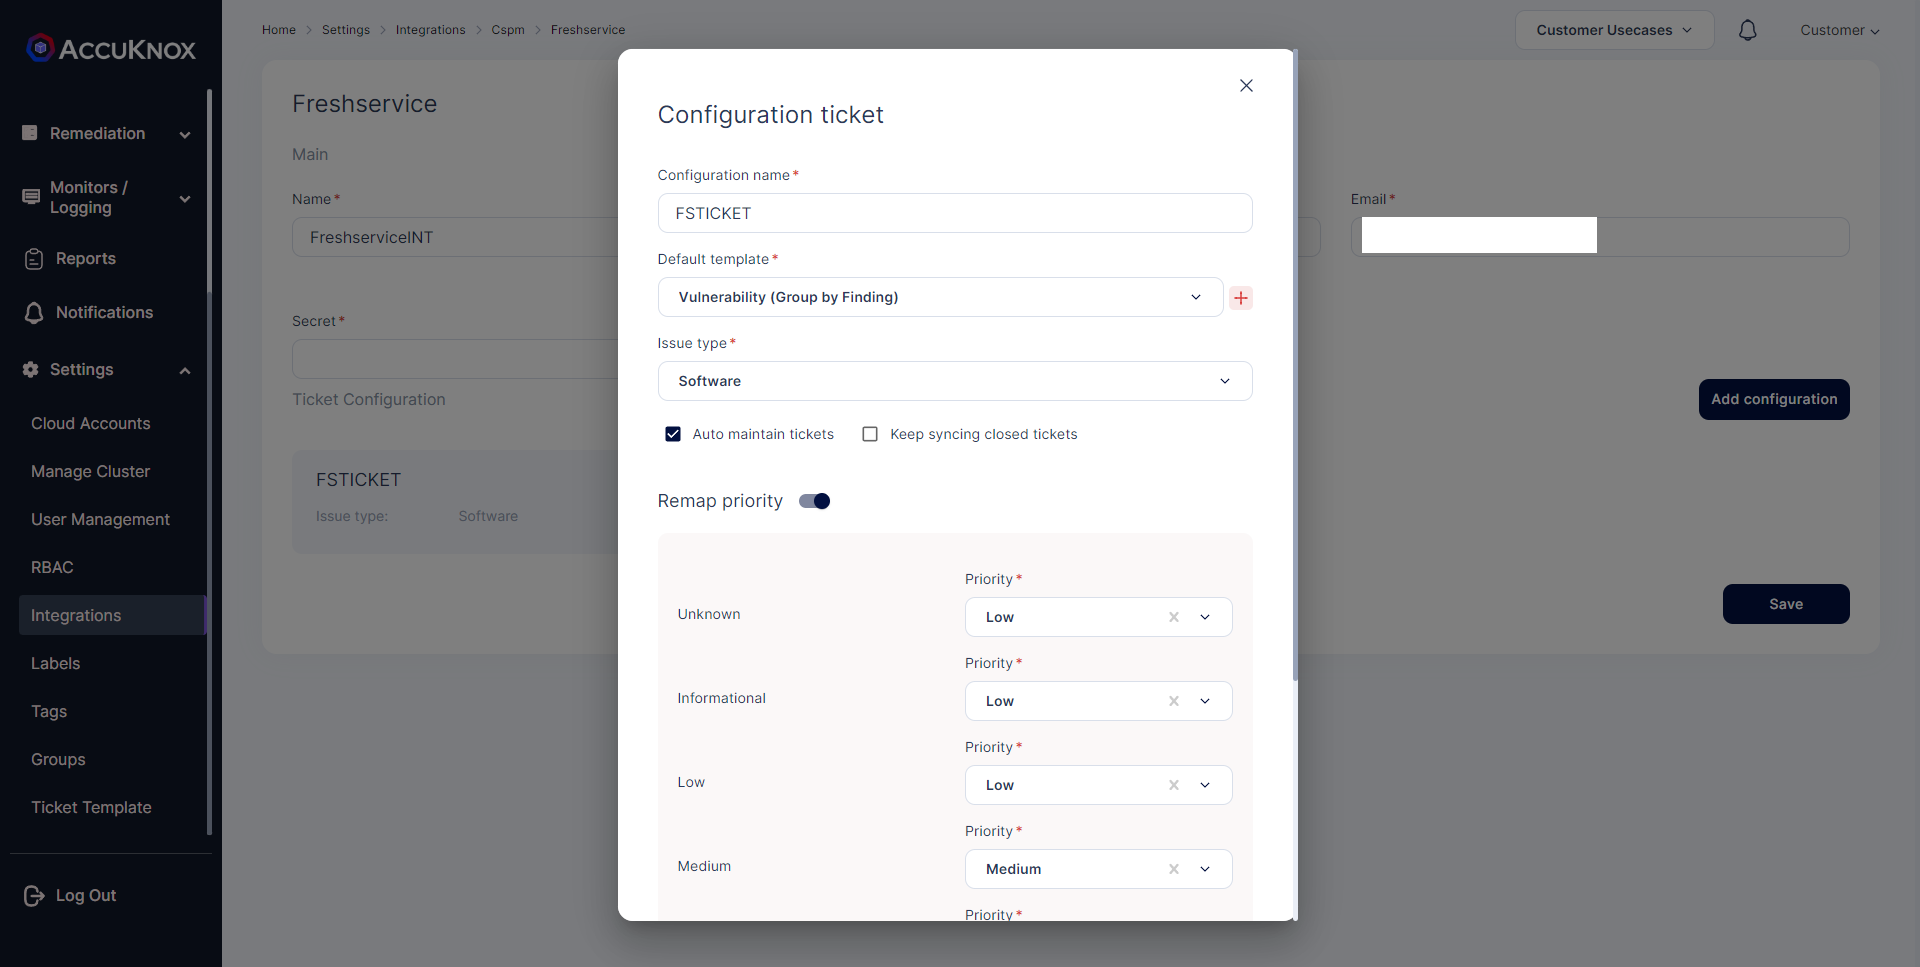 ACCUKNOX
Remediation
Monitors /
Logging
Reports
Notifications
Settings
Cloud Accounts
Manage Cluster
User Management
RBAC
Integrations
Labels
Tags
Groups
Ticket Template
Log Out
Home > Settings > Integrations > Cspm > Freshservice
Customer Usecases
Customer
Freshservice
Main
Name*
FreshserviceINT
Email*
Secret*
Ticket Configuration
Add configuration
FSTICKET
Issue type: Software
Save
Configuration ticket
Configuration name*
FSTICKET
Default template*
Vulnerability (Group by Finding)
Issue type*
Software
Auto maintain tickets Keep syncing closed tickets
Remap priority
Priority*
Unknown Low
Priority*
Informational Low
Priority*
Low Low
Priority*
Medium Medium
Priority*